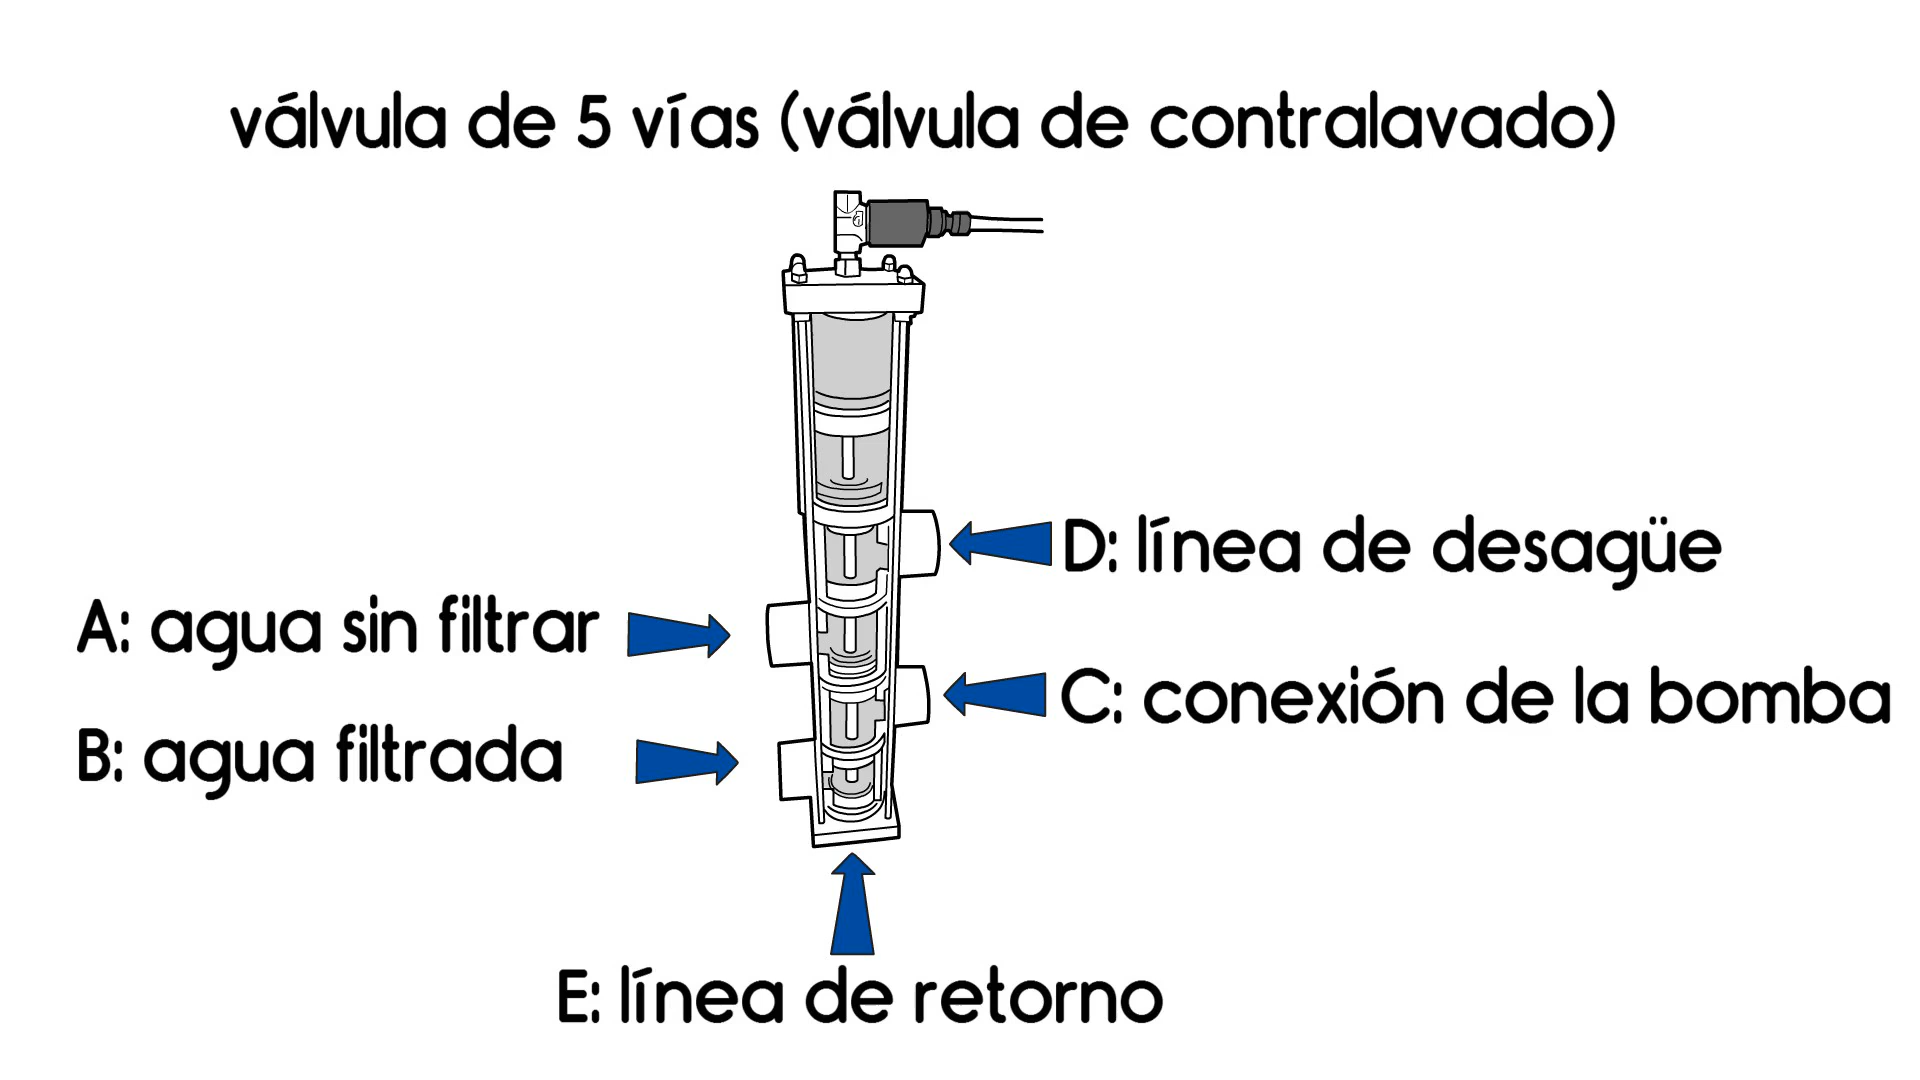 válvula de 5 vías (válvula de contralavado)
D: línea de desagüe
A: agua sin filtrar
C: conexión de la bomba
B: agua filtrada
E: línea de retorno